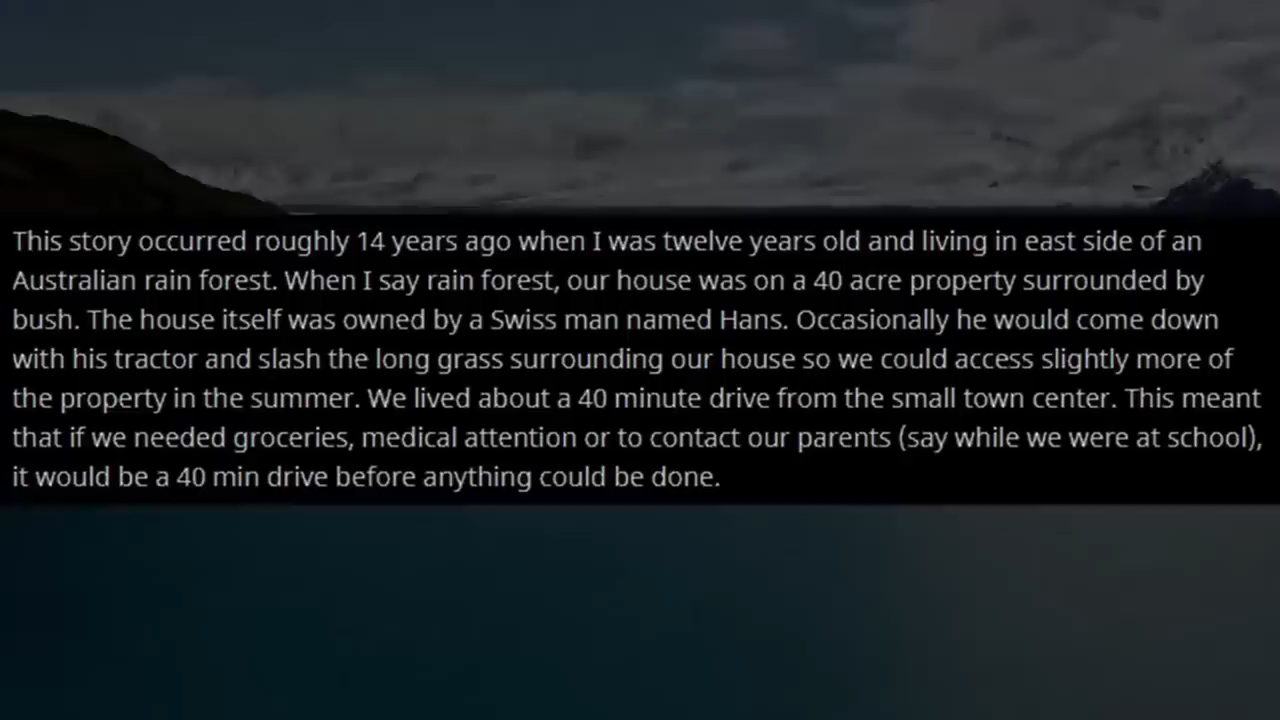 This story occurred roughly 14 years ago when I was twelve years old and living in east side of an
Australian rain forest. When I say rain forest, our house was on a 40 acre property surrounded by
bush. The house itself was owned by a Swiss man named Hans. Occasionally he would come down
with his tractor and slash the long grass surrounding our house so we could access slightly more of
the property in the summer. We lived about a 40 minute drive from the small town center. This meant
that if we needed groceries, medical attention or to contact our parents (say while we were at school),
it would be a 40 min drive before anything could be done.